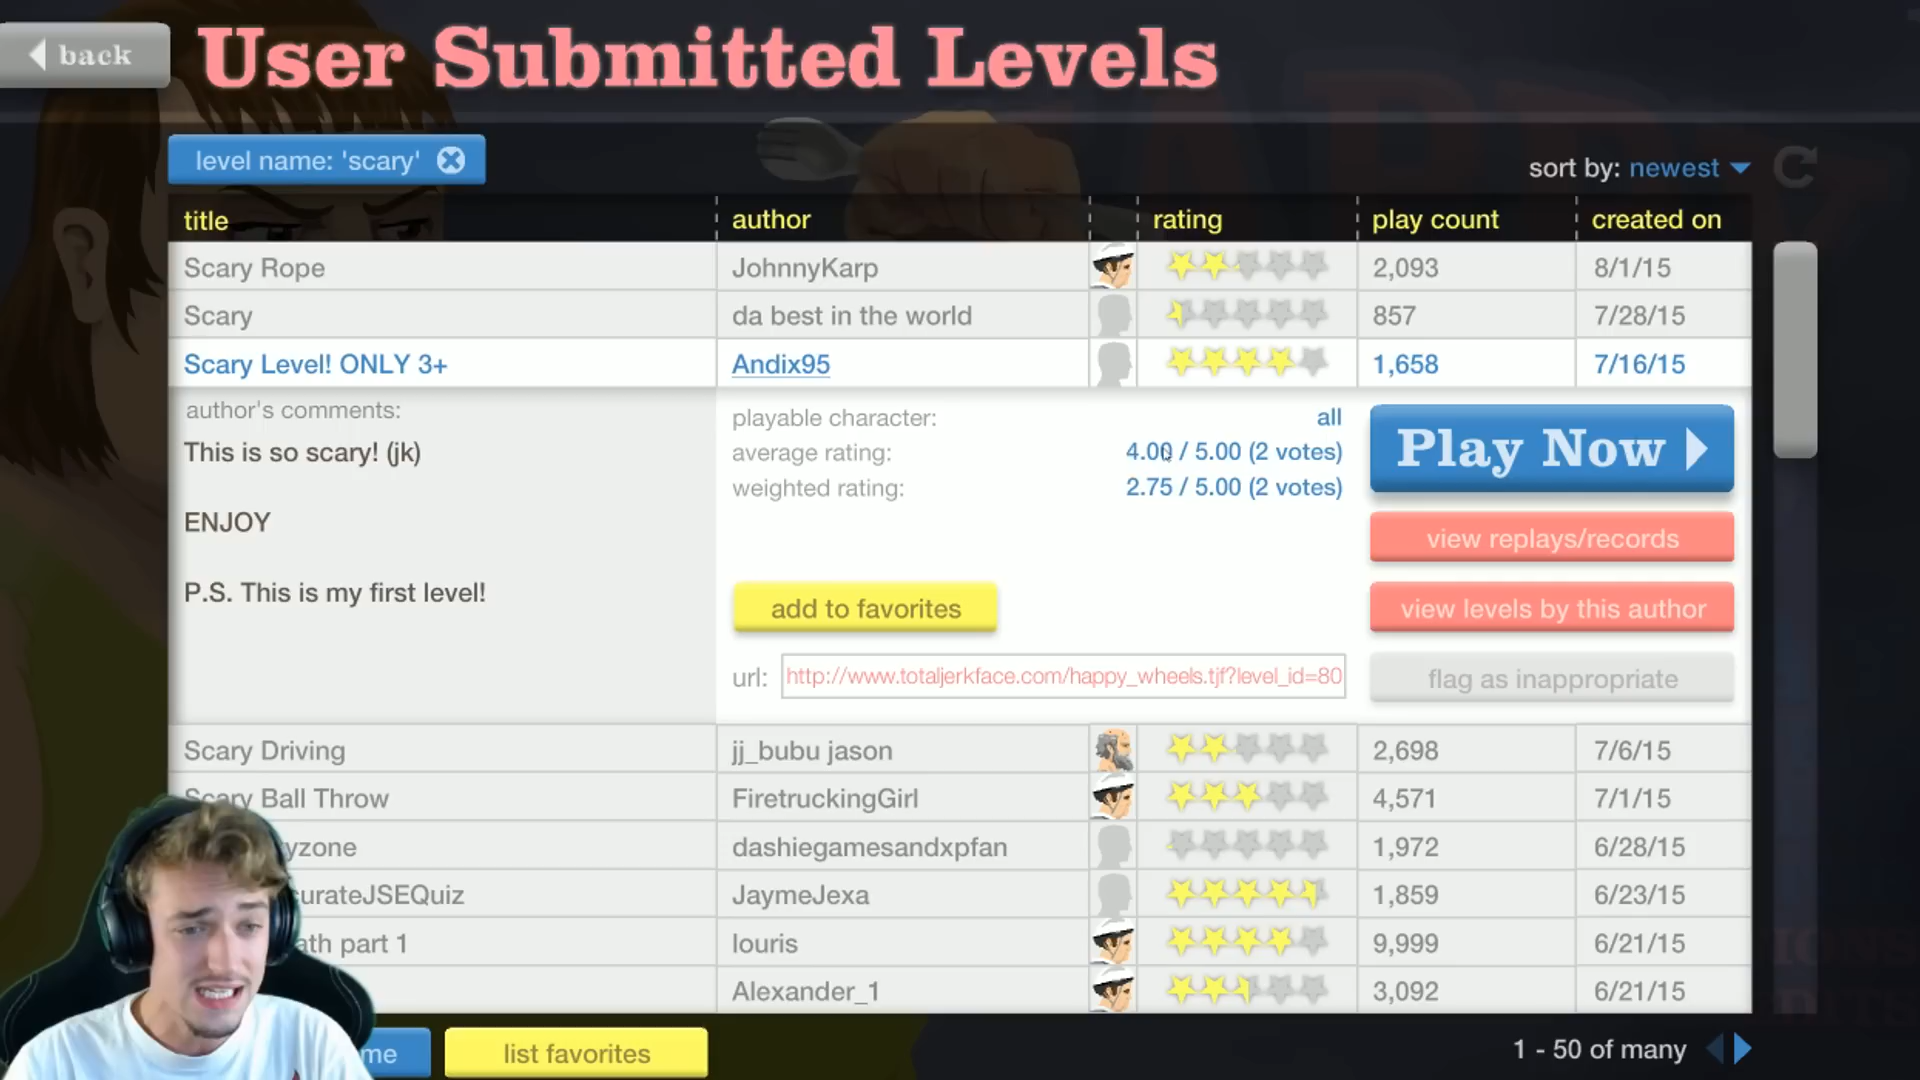 back
User Submitted Levels
level name: 'scary'
sort by: newest
title author rating play count created on
Scary Rope JohnnyKarp 2,093 8/1/15
Scary da best in the world 857 7/28/15
Scary Level! ONLY 3+ Andix95 1,658 7/16/15
author's comments:
This is so scary! (jk)
ENJOY
P.S. This is my first level!
playable character: all
average rating: 4.00 / 5.00 (2 votes)
weighted rating: 2.75 / 5.00 (2 votes)
add to favorites
url: http://www.totaljerkface.com/happy_wheels.tjf?level_id=80
Play Now
view replays/records
view levels by this author
flag as inappropriate
Scary Driving jj_bubu jason 2,698 7/6/15
Scary Ball Throw FiretruckingGirl 4,571 7/1/15
yzone dashiegamesandxpfan 1,972 6/28/15
curateJSEQuiz JaymeJexa 1,859 6/23/15
ath part 1 louris 9,999 6/21/15
Alexander_1 3,092 6/21/15
me
list favorites
1 - 50 of many